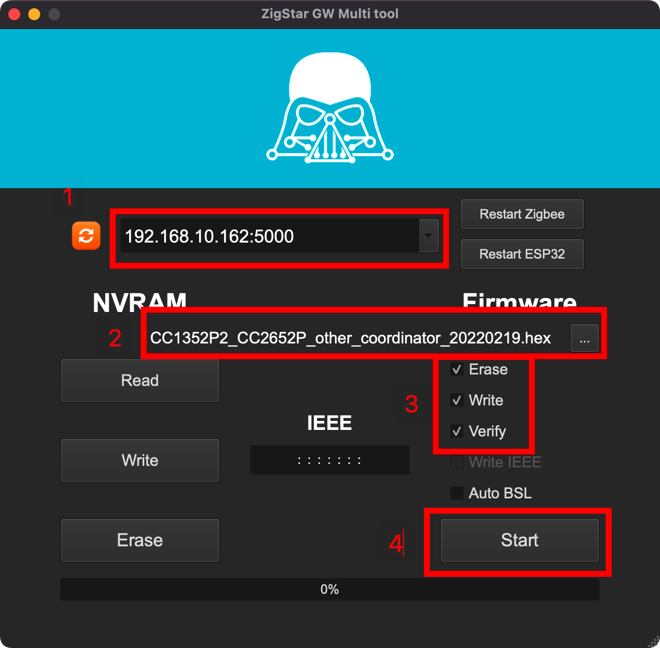 ZigStar GW Multi tool
1
192.168.10.162:5000
Restart Zigbee
Restart ESP32
NVRAM
Firmware
2
CC1352P2_CC2652P_other_coordinator_20220219.hex
...
Read
Erase
3
Write
IEEE
Verify
Write
: : : : : : :
Write IEEE
Auto BSL
Erase
4
Start
0%